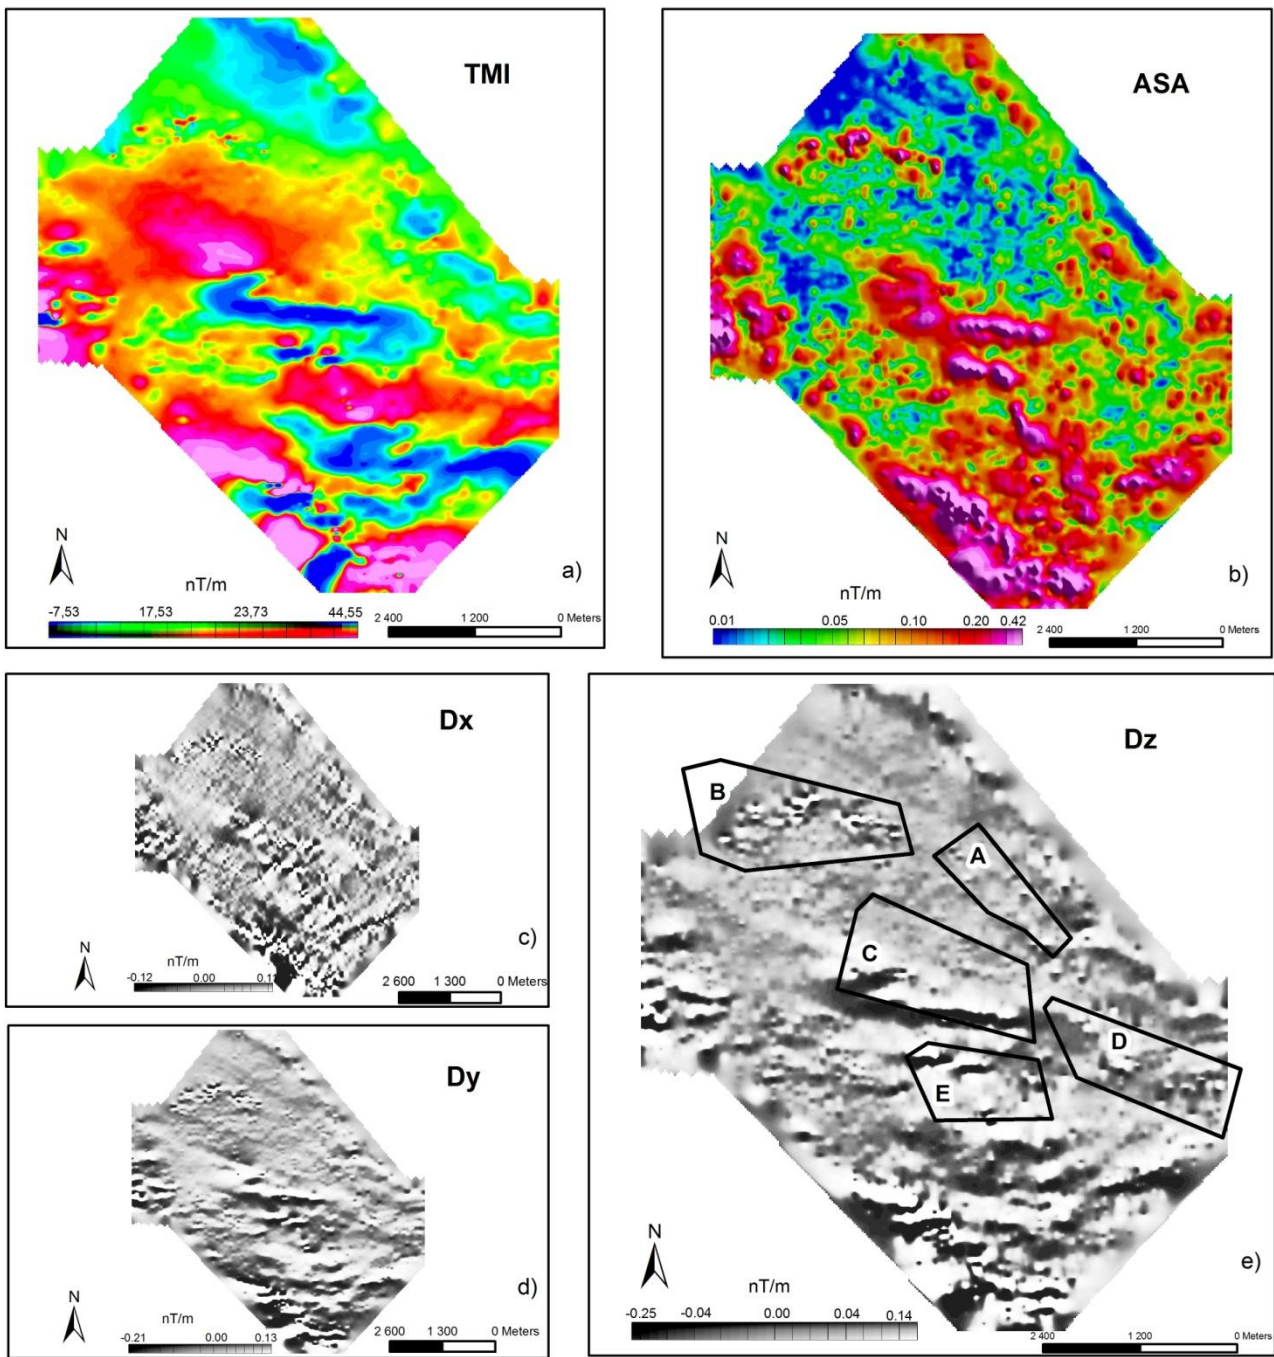 TMI
N
a)
nT/m
-7,53 17,53 23,73 44,55
2 400 1 200 0 Meters
ASA
b)
nT/m
0.01 0.05 0.10 0.20 0.42
2 400 1 200 0 Meters
Dx
c)
N
nT/m
-0.12 0.00
2 600 1 300 0 Meters
Dy
d)
N
nT/m
-0.21 0.00 0.13
2 600 1 300 0 Meters
Dz
B
A
C
D
E
N
e)
nT/m
-0.25 -0.04 0.00 0.04 0.14
2 400 1 200 0 Meters